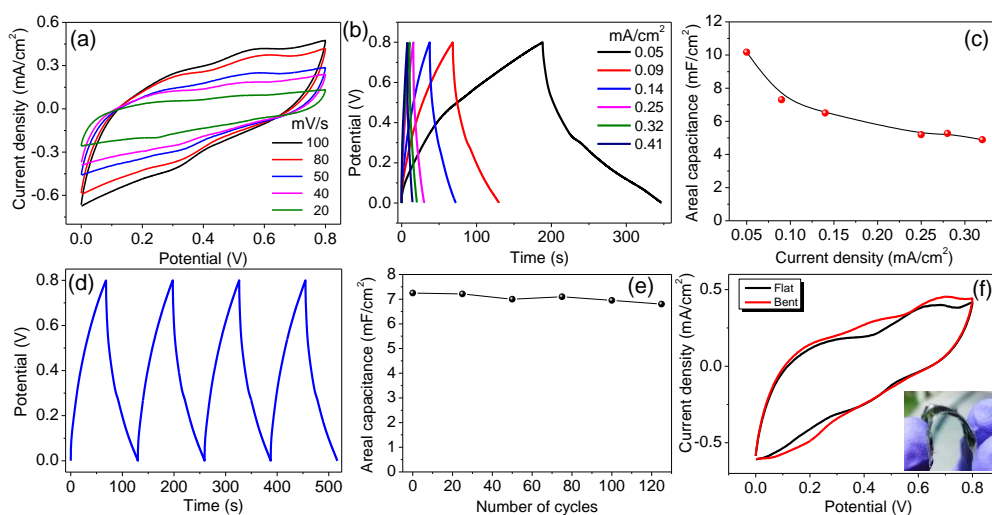 (a)
Current density (mA/cm²)
0.6
0.3
0.0
-0.3
-0.6
mV/s
100
80
50
40
20
0.0 0.2 0.4 0.6 0.8
Potential (V)
(b)
Potential (V)
0.8
0.4
0.0
mA/cm²
0.05
0.09
0.14
0.25
0.32
0.41
0 100 200 300
Time (s)
(c)
Areal capacitance (mF/cm²)
12
10
8
6
4
2
0
0.05 0.10 0.15 0.20 0.25 0.30
Current density (mA/cm²)
(d)
Potential (V)
0.8
0.6
0.4
0.2
0.0
0 100 200 300 400 500
Time (s)
(e)
Areal capacitance (mF/cm²)
8
7
6
5
4
3
2
1
0
0 20 40 60 80 100 120
Number of cycles
(f)
Flat
Bent
Current density (mA/cm²)
0.5
0.0
-0.5
0.0 0.2 0.4 0.6 0.8
Potential (V)